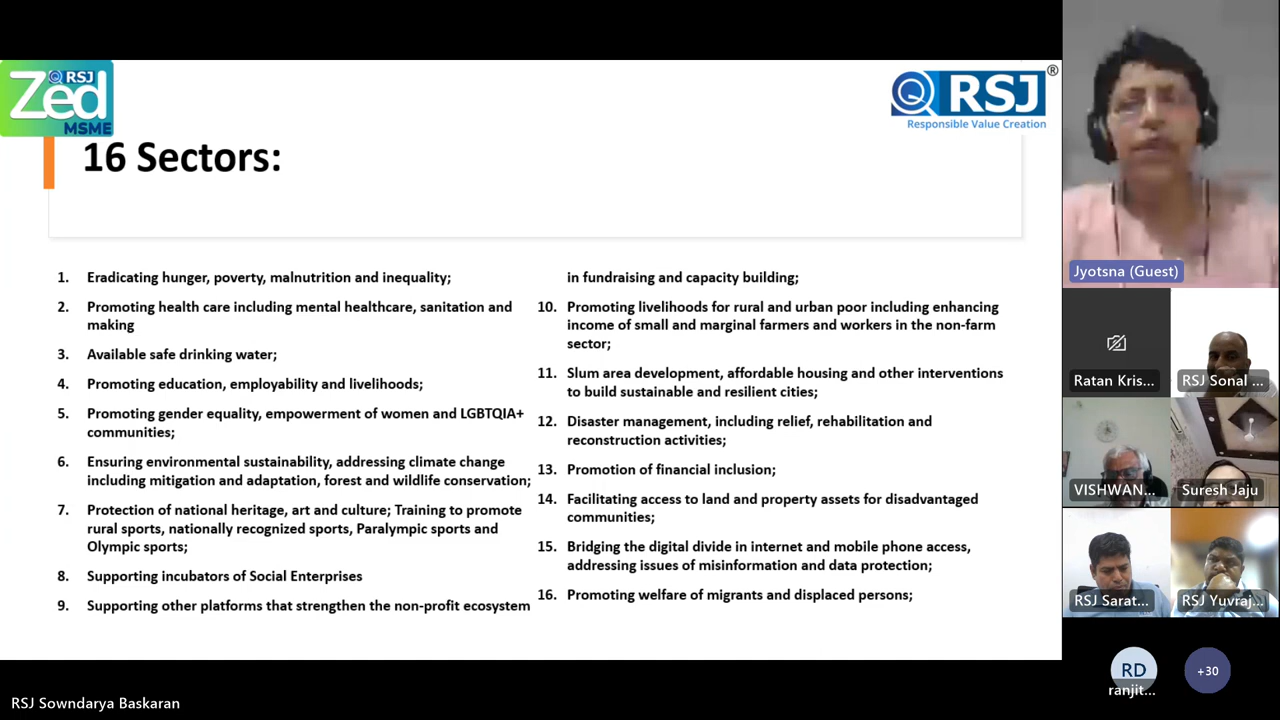 RSJ
Zed
MSME
RSJ
®
Responsible Value Creation
16 Sectors:
1. Eradicating hunger, poverty, malnutrition and inequality;
2. Promoting health care including mental healthcare, sanitation and
making
3. Available safe drinking water;
4. Promoting education, employability and livelihoods;
5. Promoting gender equality, empowerment of women and LGBTQIA+
communities;
6. Ensuring environmental sustainability, addressing climate change
including mitigation and adaptation, forest and wildlife conservation;
7. Protection of national heritage, art and culture; Training to promote
rural sports, nationally recognized sports, Paralympic sports and
Olympic sports;
8. Supporting incubators of Social Enterprises
9. Supporting other platforms that strengthen the non-profit ecosystem
in fundraising and capacity building;
10. Promoting livelihoods for rural and urban poor including enhancing
income of small and marginal farmers and workers in the non-farm
sector;
11. Slum area development, affordable housing and other interventions
to build sustainable and resilient cities;
12. Disaster management, including relief, rehabilitation and
reconstruction activities;
13. Promotion of financial inclusion;
14. Facilitating access to land and property assets for disadvantaged
communities;
15. Bridging the digital divide in internet and mobile phone access,
addressing issues of misinformation and data protection;
16. Promoting welfare of migrants and displaced persons;
Jyotsna (Guest)
Ratan Kris...
RSJ Sonal ...
VISHWAN...
Suresh Jaju
RSJ Sarat...
RSJ Yuvraj...
RD
ranjit...
+30
RSJ Sowndarya Baskaran